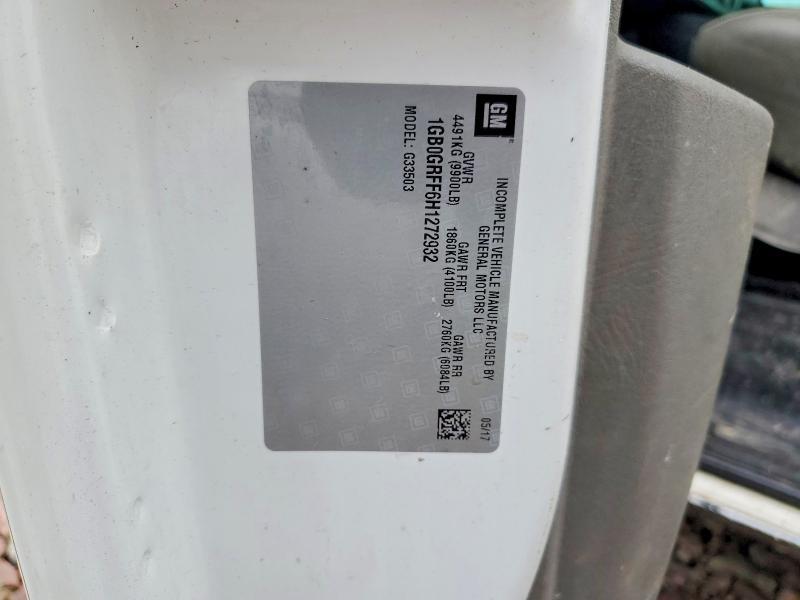 GM
INCOMPLETE VEHICLE MANUFACTURED BY
GENERAL MOTORS LLC
05/17
GVWR GAWR FRT GAWR RR
4491KG (9900LB) 1860KG (4100LB) 2760KG (6084LB)
1GB0GRFF6H1272932
MODEL: G33503